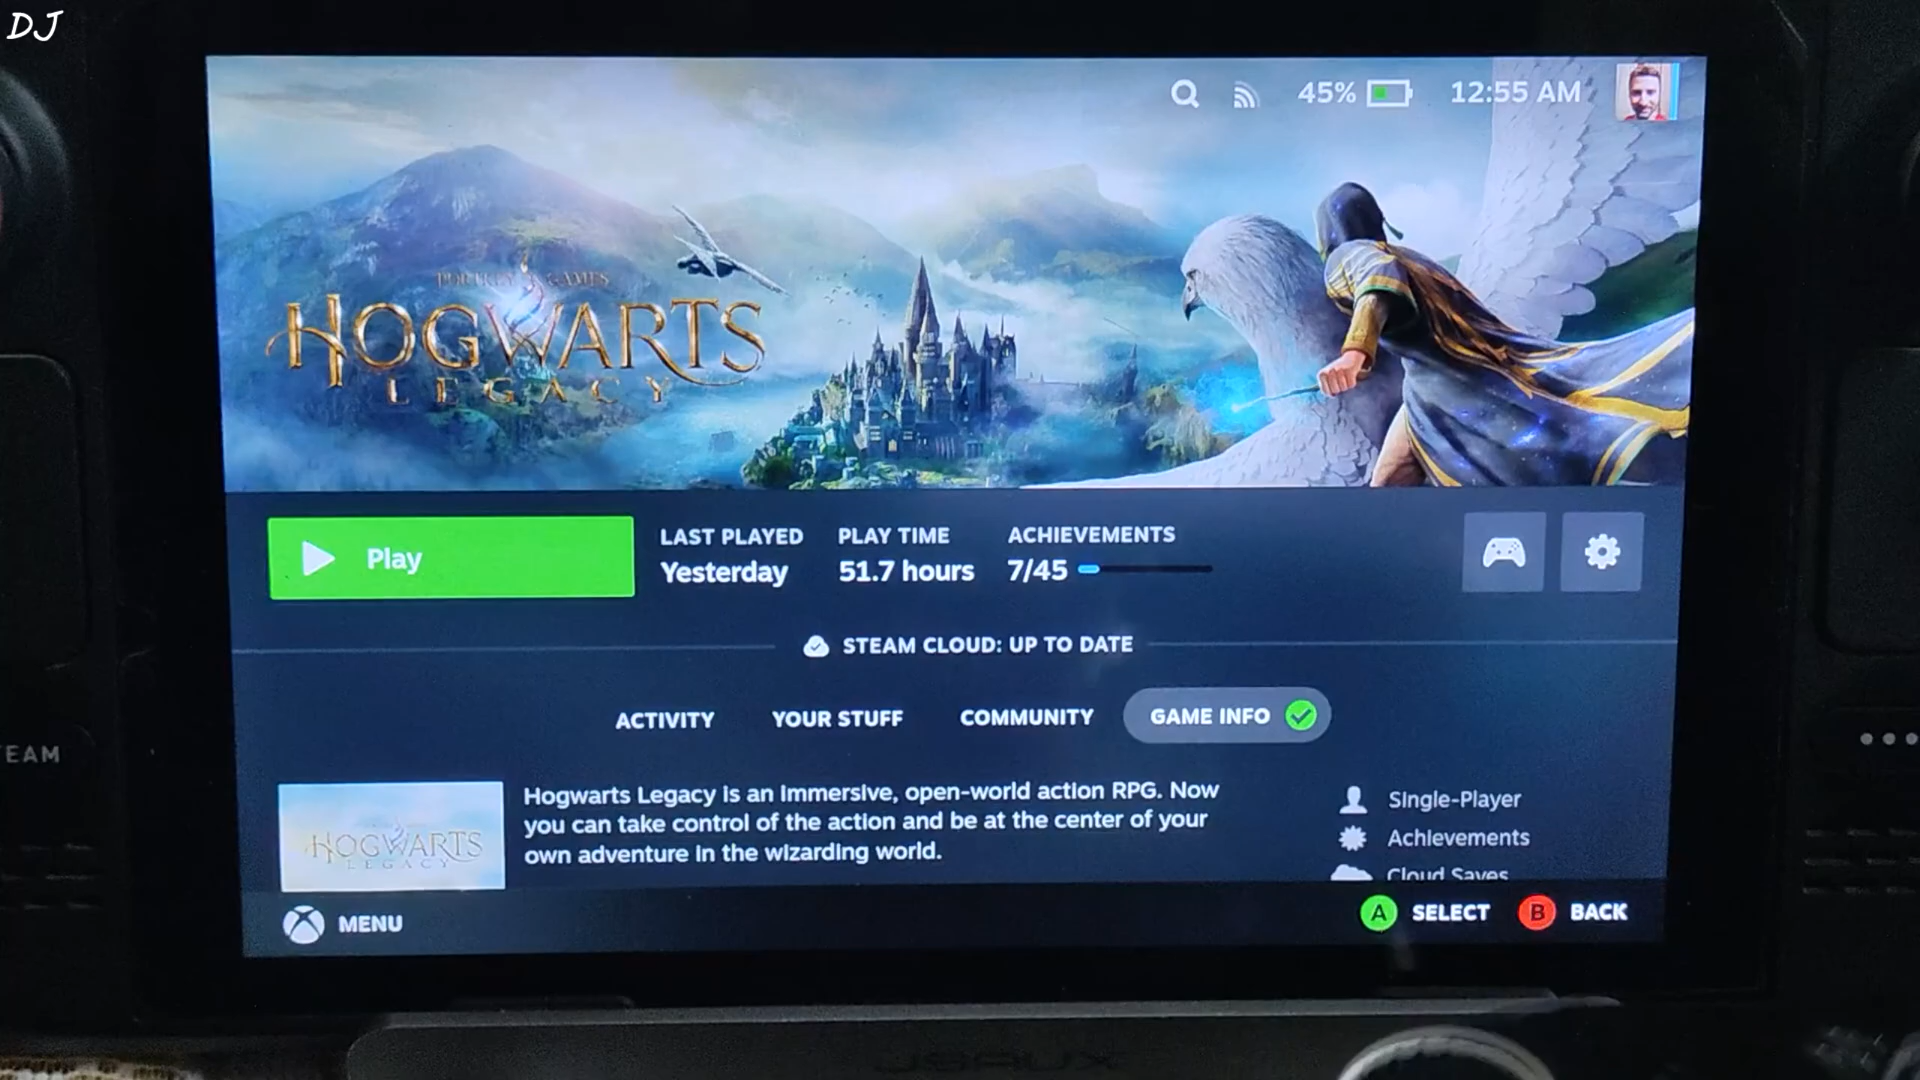 DJ
45%
12:55 AM
PORTKEY GAMES
HOGWARTS
LEGACY
Play
LAST PLAYED
Yesterday
PLAY TIME
51.7 hours
ACHIEVEMENTS
7/45
STEAM CLOUD: UP TO DATE
ACTIVITY
YOUR STUFF
COMMUNITY
GAME INFO
EAM
HOGWARTS
LEGACY
Hogwarts Legacy is an immersive, open-world action RPG. Now
you can take control of the action and be at the center of your
own adventure in the wizarding world.
Single-Player
Achievements
Cloud Saves
MENU
A SELECT
B BACK
JSAUX